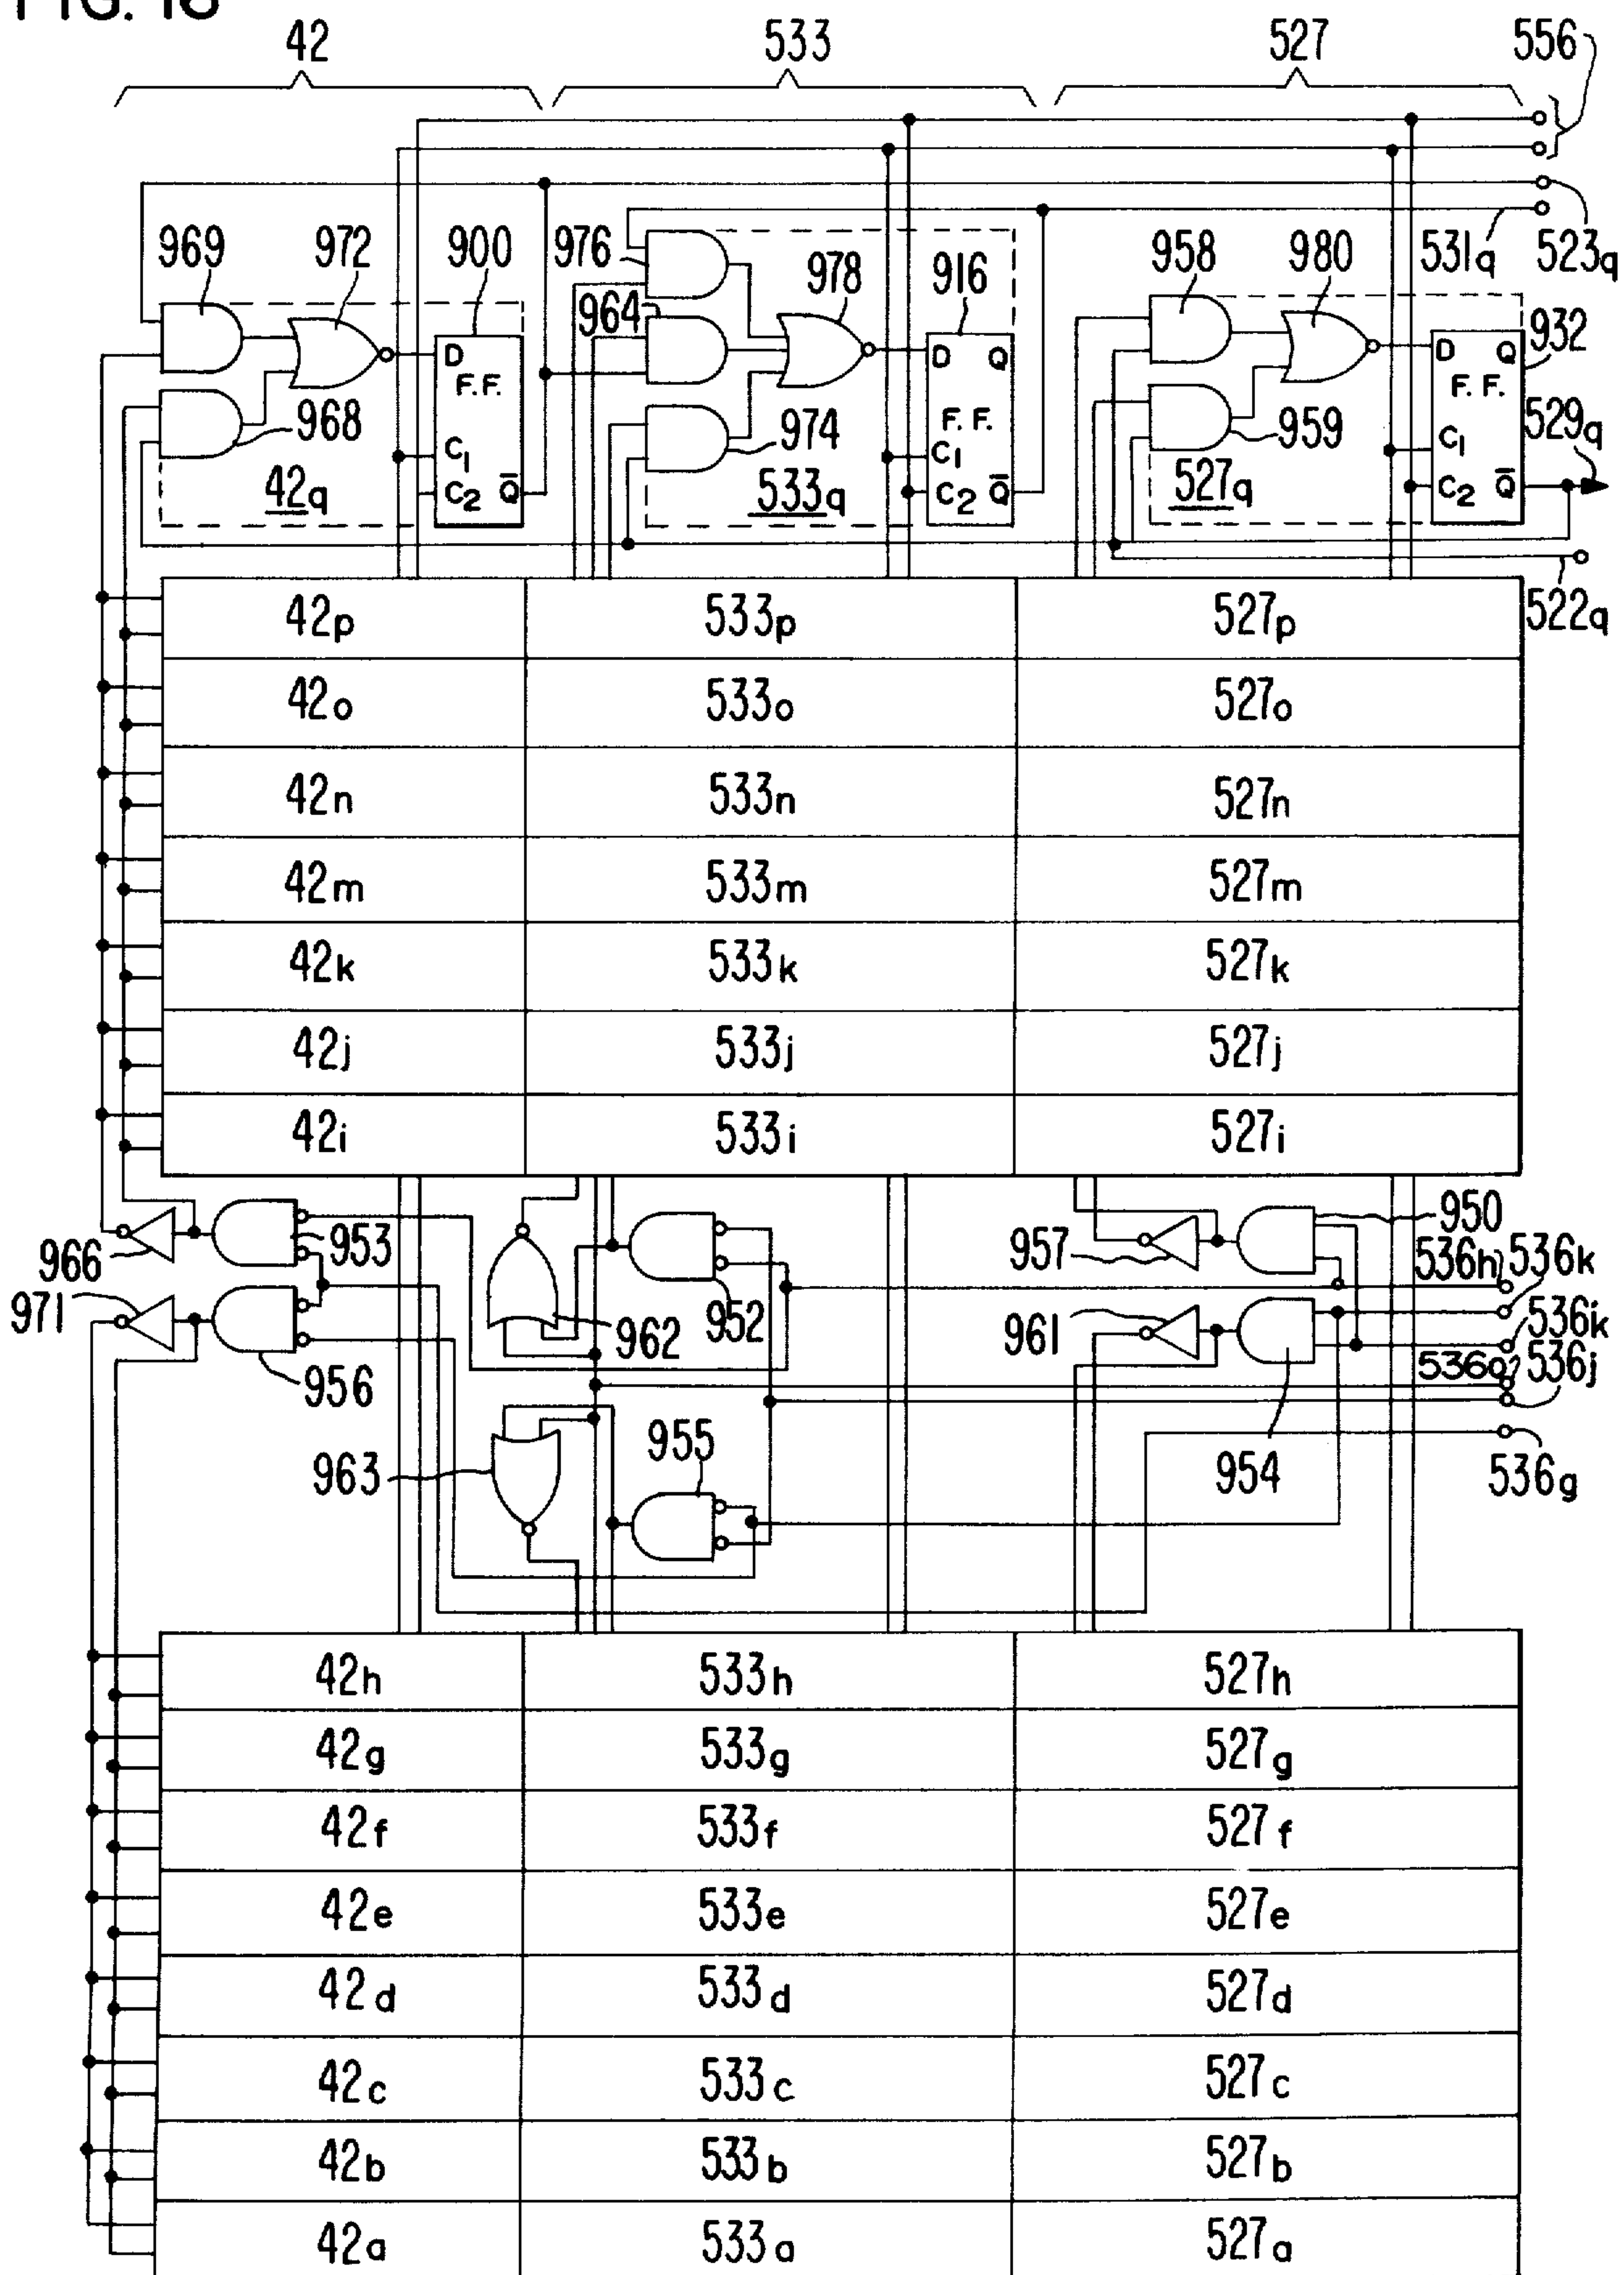 FIG. 18
42 533 527 556
969 972 900 976 978 916 958 980 531q 523q
964 932
D D Q D Q
F.F. F.F. F.F.
968 974 959 529q
C1 C1 C1
42q C2 Q̅ 533q C2 Q̅ 527q C2 Q̅
522q
42p 533p 527p
42o 533o 527o
42n 533n 527n
42m 533m 527m
42k 533k 527k
42j 533j 527j
42i 533i 527i
966 953 952 957 950 536h 536k
971 962 961 536k
956 536o 536j
963 955 954 536g
42h 533h 527h
42g 533g 527g
42f 533f 527f
42e 533e 527e
42d 533d 527d
42c 533c 527c
42b 533b 527b
42a 533a 527a